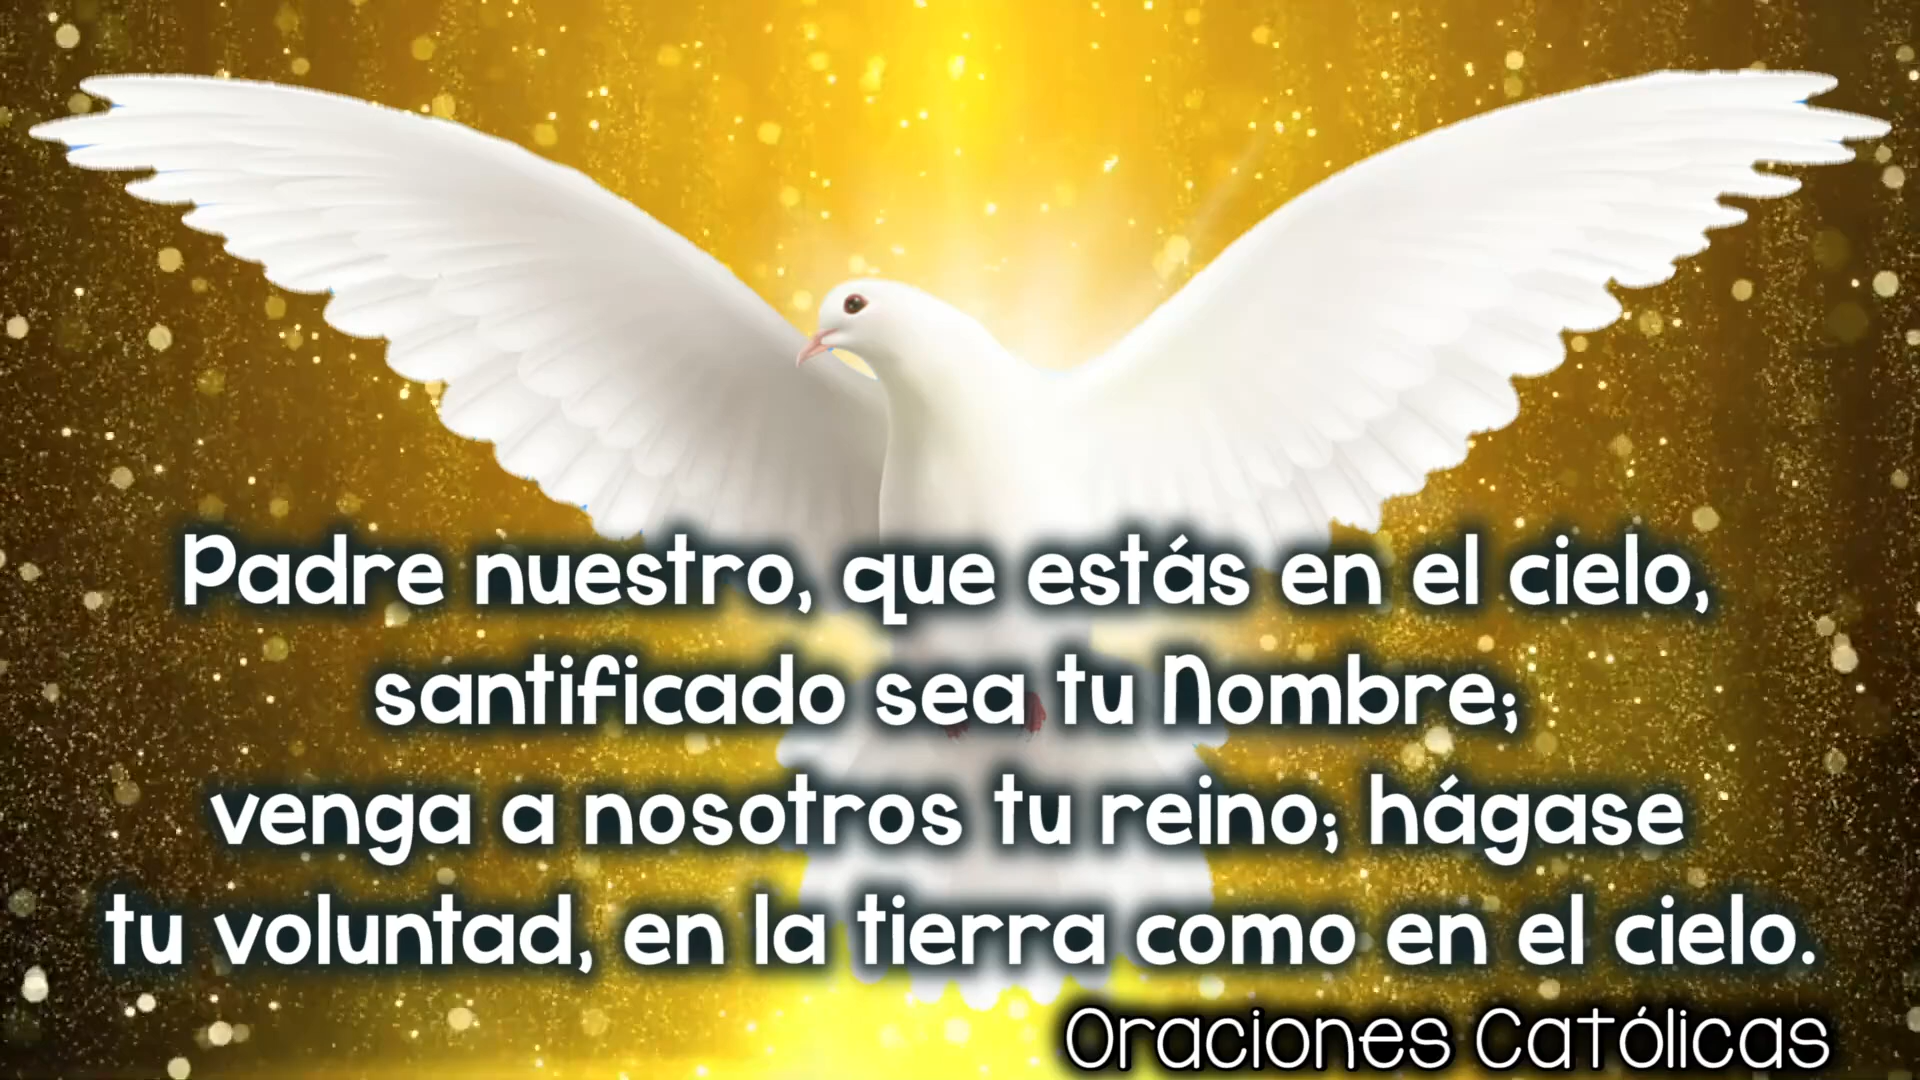 Padre nuestro, que estás en el cielo,
santificado sea tu Nombre;
venga a nosotros tu reino; hágase
tu voluntad, en la tierra como en el cielo.
Oraciones Católicas